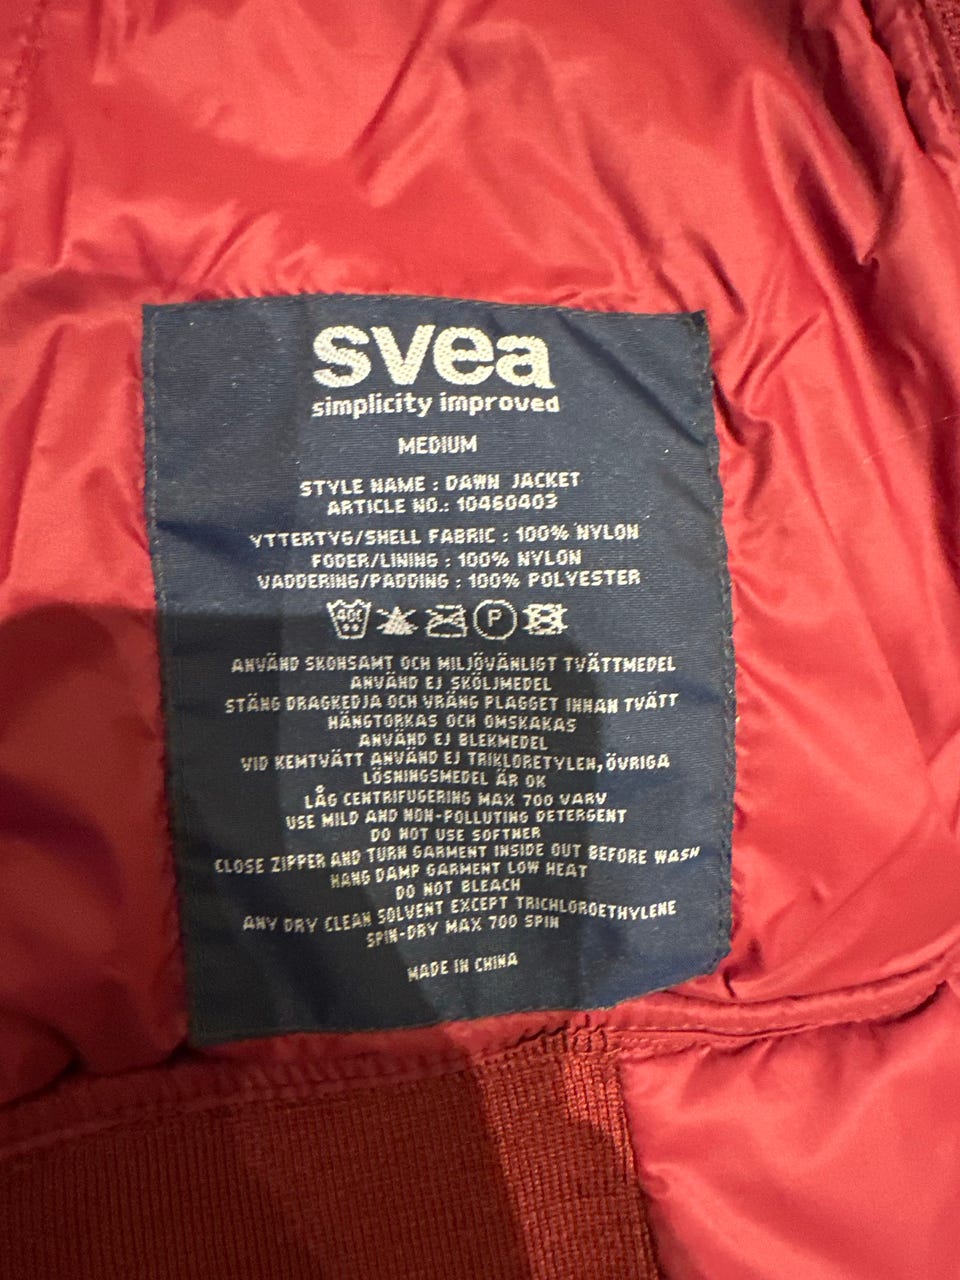 svea
simplicity improved
MEDIUM
STYLE NAME : DAWN JACKET
ARTICLE NO.: 10460403
YTTERTYG/SHELL FABRIC : 100% NYLON
FODER/LINING : 100% NYLON
VADDERING/PADDING : 100% POLYESTER
40C P
ANVÄND SKONSAMT OCH MILJÖVÄNLIGT TVÄTTMEDEL
ANVÄND EJ SKÖLJMEDEL
STÄNG DRAGKEDJA OCH VRÄNG PLAGGET INNAN TVÄTT
HÄNGTORKAS OCH OMSKAKAS
ANVÄND EJ BLEKMEDEL
VID KEMTVÄTT ANVÄND EJ TRIKLORETYLEN, ÖVRIGA
LÖSNINGSMEDEL ÄR OK
LÅG CENTRIFUGERING MAX 700 VARV
USE MILD AND NON-POLLUTING DETERGENT
DO NOT USE SOFTNER
CLOSE ZIPPER AND TURN GARMENT INSIDE OUT BEFORE WASH
HANG DAMP GARMENT LOW HEAT
DO NOT BLEACH
ANY DRY CLEAN SOLVENT EXCEPT TRICHLOROETHYLENE
SPIN-DRY MAX 700 SPIN
MADE IN CHINA